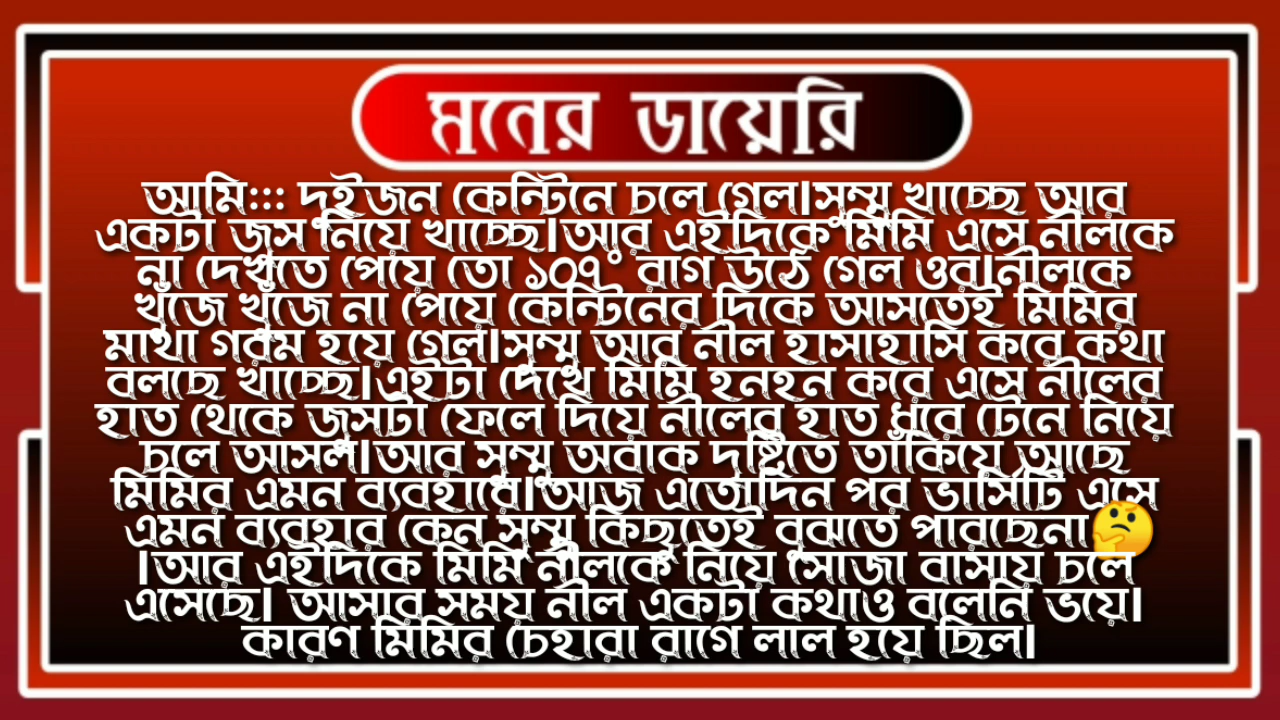 মনের ডায়েরি
আমি::: দুইজন কেন্টিনে চলে গেল।সুম্মু খাচ্ছে আর
একটা জুস নিয়ে খাচ্ছে।আর এইদিকে মিমি এসে নীলকে
না দেখতে পেয়ে তো ১০৭° রাগ উঠে গেল ওর।নীলকে
খুঁজে খুঁজে না পেয়ে কেন্টিনের দিকে আসতেই মিমির
মাথা গরম হয়ে গেল।সুম্মু আর নীল হাসাহাসি করে কথা
বলছে খাচ্ছে।এইটা দেখে মিমি হনহন করে এসে নীলের
হাত থেকে জুসটা ফেলে দিয়ে নীলের হাত ধরে টেনে নিয়ে
চলে আসল।আর সুম্মু অবাক দৃষ্টিতে তাঁকিয়ে আছে
মিমির এমন ব্যবহারে।আজ এতোদিন পর ভার্সিটি এসে
এমন ব্যবহার কেন সুম্মু কিছুতেই বুঝতে পারছেনা🤔
।আর এইদিকে মিমি নীলকে নিয়ে সোজা বাসায় চলে
এসেছে। আসার সময় নীল একটা কথাও বলেনি ভয়ে।
কারণ মিমির চেহারা রাগে লাল হয়ে ছিল।